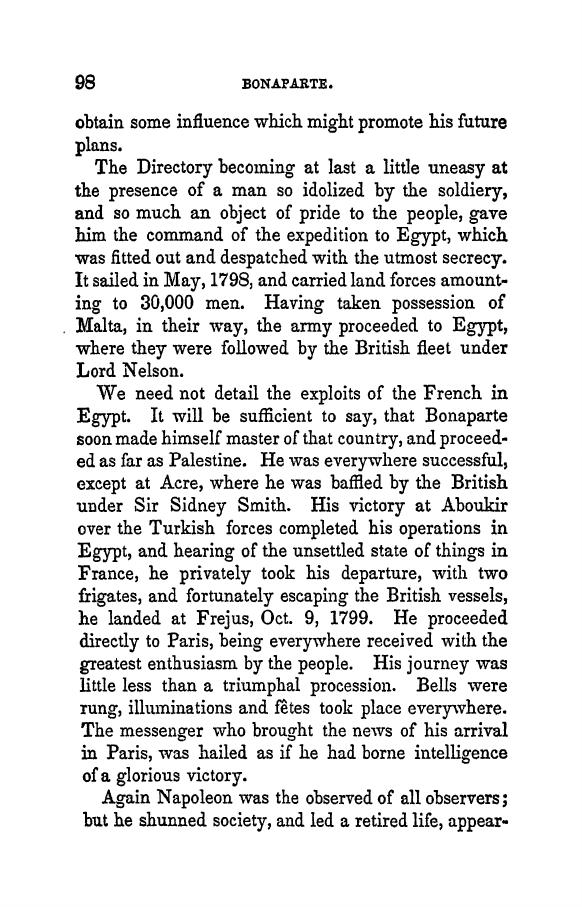 98 BONAPARTE.
obtain some influence which might promote his future
plans.
The Directory becoming at last a little uneasy at
the presence of a man so idolized by the soldiery,
and so much an object of pride to the people, gave
him the command of the expedition to Egypt, which
was fitted out and despatched with the utmost secrecy.
It sailed in May, 1798, and carried land forces amount-
ing to 30,000 men. Having taken possession of
Malta, in their way, the army proceeded to Egypt,
where they were followed by the British fleet under
Lord Nelson.
We need not detail the exploits of the French in
Egypt. It will be sufficient to say, that Bonaparte
soon made himself master of that country, and proceed-
ed as far as Palestine. He was everywhere successful,
except at Acre, where he was baffled by the British
under Sir Sidney Smith. His victory at Aboukir
over the Turkish forces completed his operations in
Egypt, and hearing of the unsettled state of things in
France, he privately took his departure, with two
frigates, and fortunately escaping the British vessels,
he landed at Frejus, Oct. 9, 1799. He proceeded
directly to Paris, being everywhere received with the
greatest enthusiasm by the people. His journey was
little less than a triumphal procession. Bells were
rung, illuminations and fêtes took place everywhere.
The messenger who brought the news of his arrival
in Paris, was hailed as if he had borne intelligence
of a glorious victory.
Again Napoleon was the observed of all observers;
but he shunned society, and led a retired life, appear-